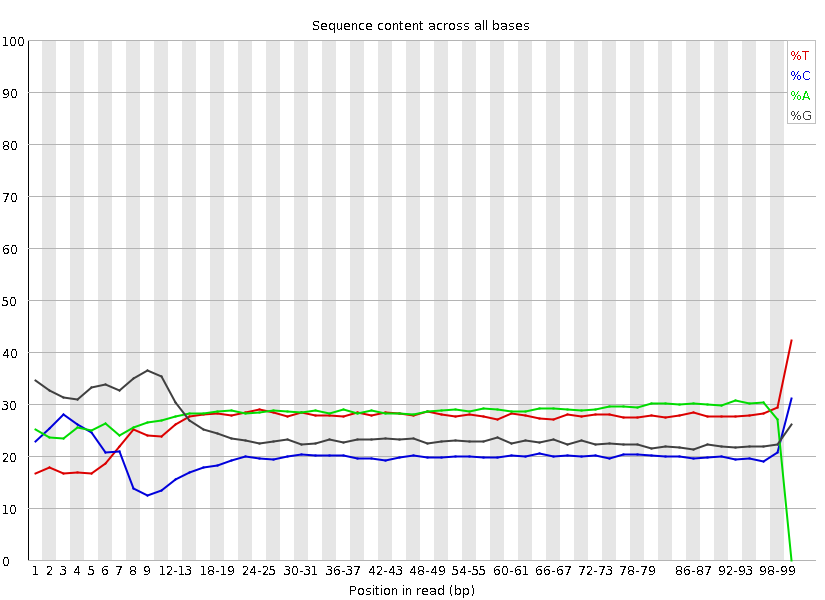 Sequence content across all bases
100
90
80
70
60
50
40
30
20
10
0
%T
%C
%A
%G
1 2 3 4 5 6 7 8 9 12-13 18-19 24-25 30-31 36-37 42-43 48-49 54-55 60-61 66-67 72-73 78-79 86-87 92-93 98-99
Position in read (bp)